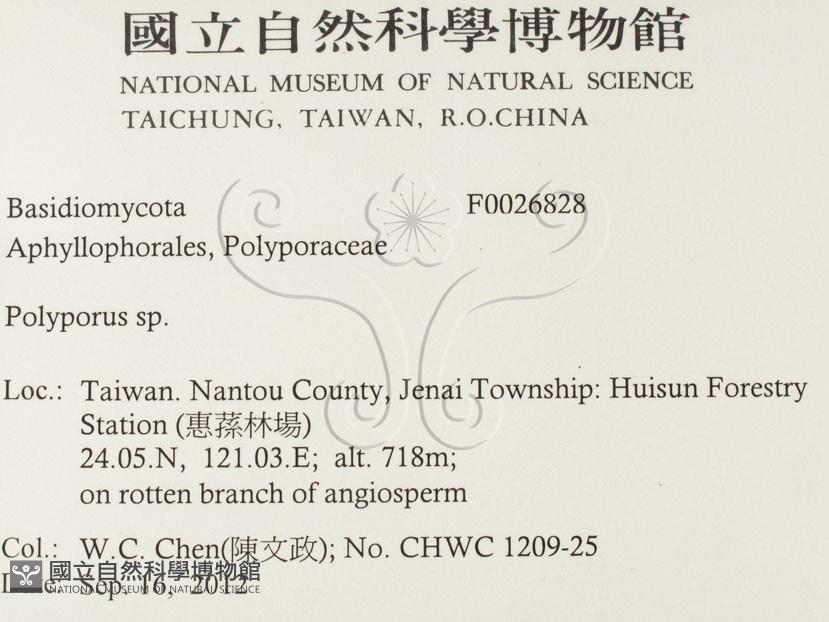 國立自然科學博物館
NATIONAL MUSEUM OF NATURAL SCIENCE
TAICHUNG, TAIWAN, R.O.CHINA
Basidiomycota F0026828
Aphyllophorales, Polyporaceae
Polyporus sp.
Loc.: Taiwan. Nantou County, Jenai Township: Huisun Forestry
Station (惠蓀林場)
24.05.N, 121.03.E; alt. 718m;
on rotten branch of angiosperm
Col.: W.C. Chen(陳文政); No. CHWC 1209-25
Sep. 16, 2012
國立自然科學博物館
NATIONAL MUSEUM OF NATURAL SCIENCE